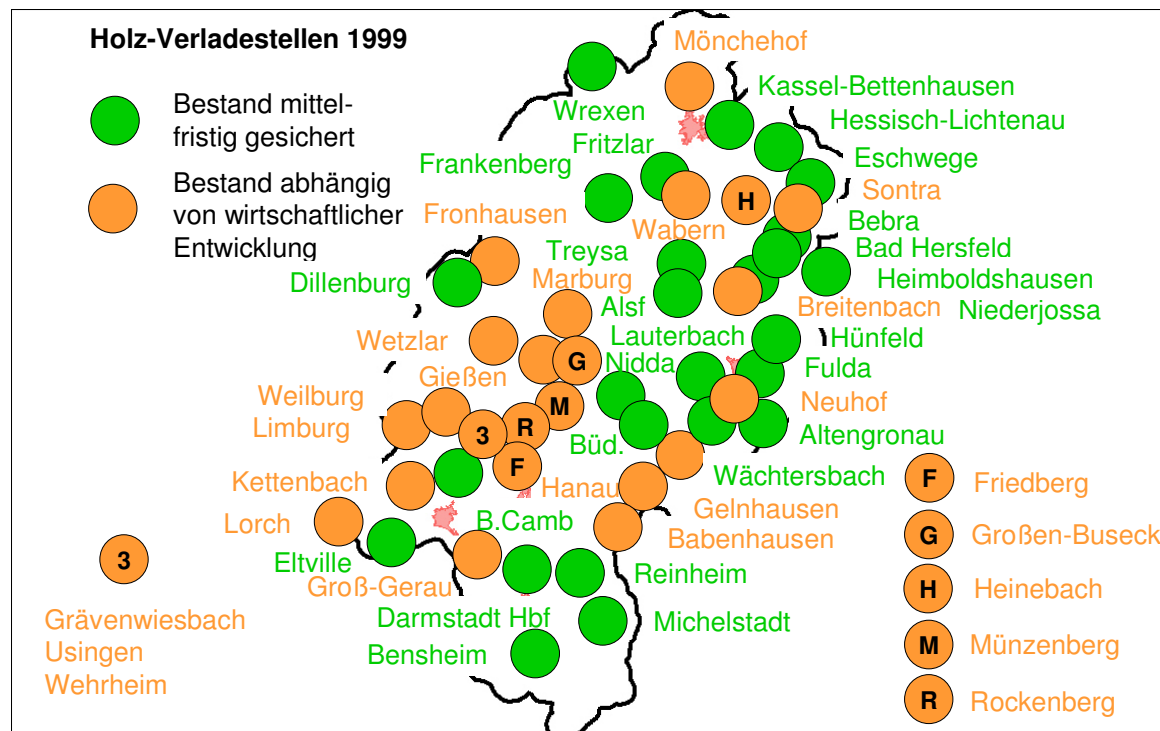 Holz-Verladestellen 1999
Bestand mittel-
fristig gesichert
Bestand abhängig
von wirtschaftlicher
Entwicklung
Mönchehof
Kassel-Bettenhausen
Wrexen
Hessisch-Lichtenau
Fritzlar
Frankenberg
Eschwege
Sontra
H
Fronhausen
Wabern
Bebra
Treysa
Bad Hersfeld
Dillenburg
Marburg
Heimboldshausen
Alsf
Breitenbach
Niederjossa
Wetzlar
Lauterbach
Hünfeld
Gießen
G
Nidda
Fulda
Weilburg
M
Neuhof
Limburg
3
R
Büd.
Altengronau
F
Wächtersbach
Kettenbach
Hanau
Gelnhausen
Lorch
B.Camb
Babenhausen
Eltville
Groß-Gerau
Reinheim
Darmstadt Hbf
Michelstadt
Bensheim
3
Grävenwiesbach
Usingen
Wehrheim
F Friedberg
G Großen-Buseck
H Heinebach
M Münzenberg
R Rockenberg